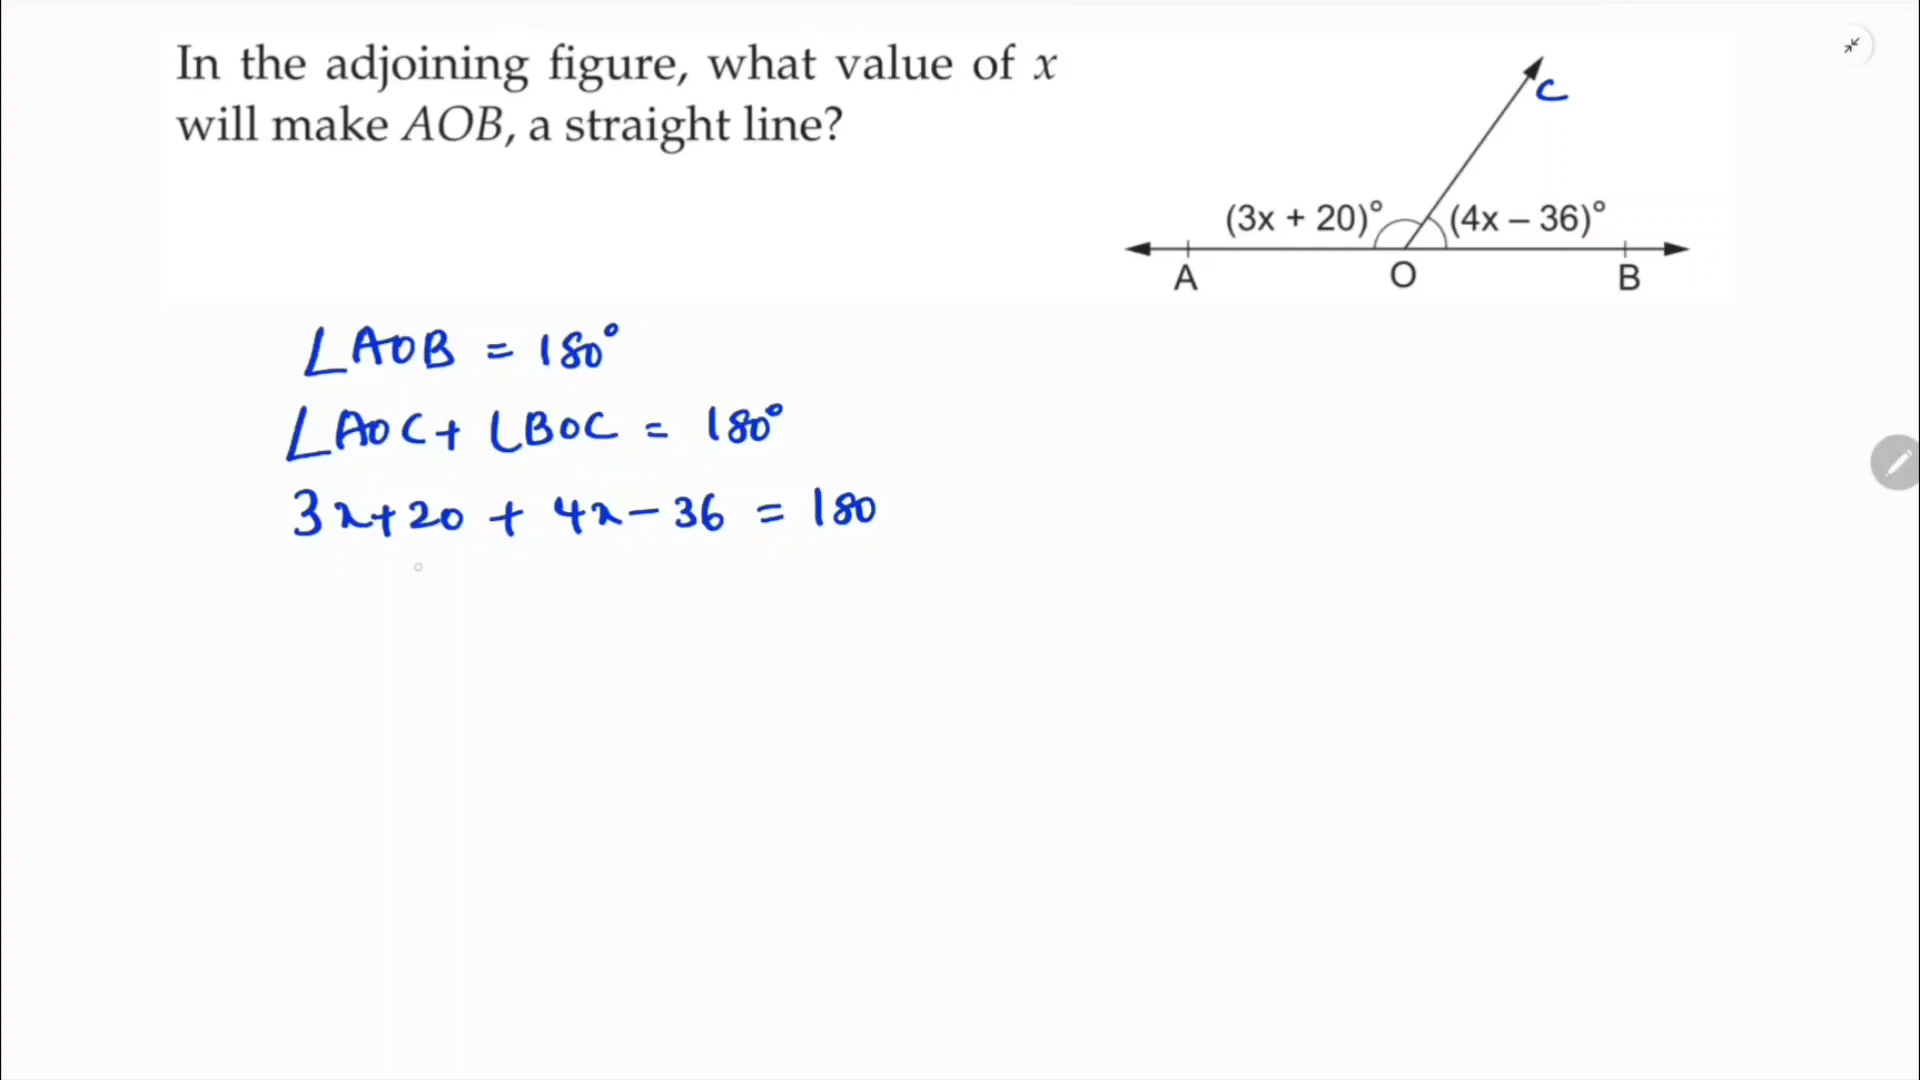 In the adjoining figure, what value of x
will make AOB, a straight line?
C
(3x + 20)° (4x – 36)°
A O B
∠AOB = 180°
∠AOC + ∠BOC = 180°
3x+20 + 4x-36 = 180